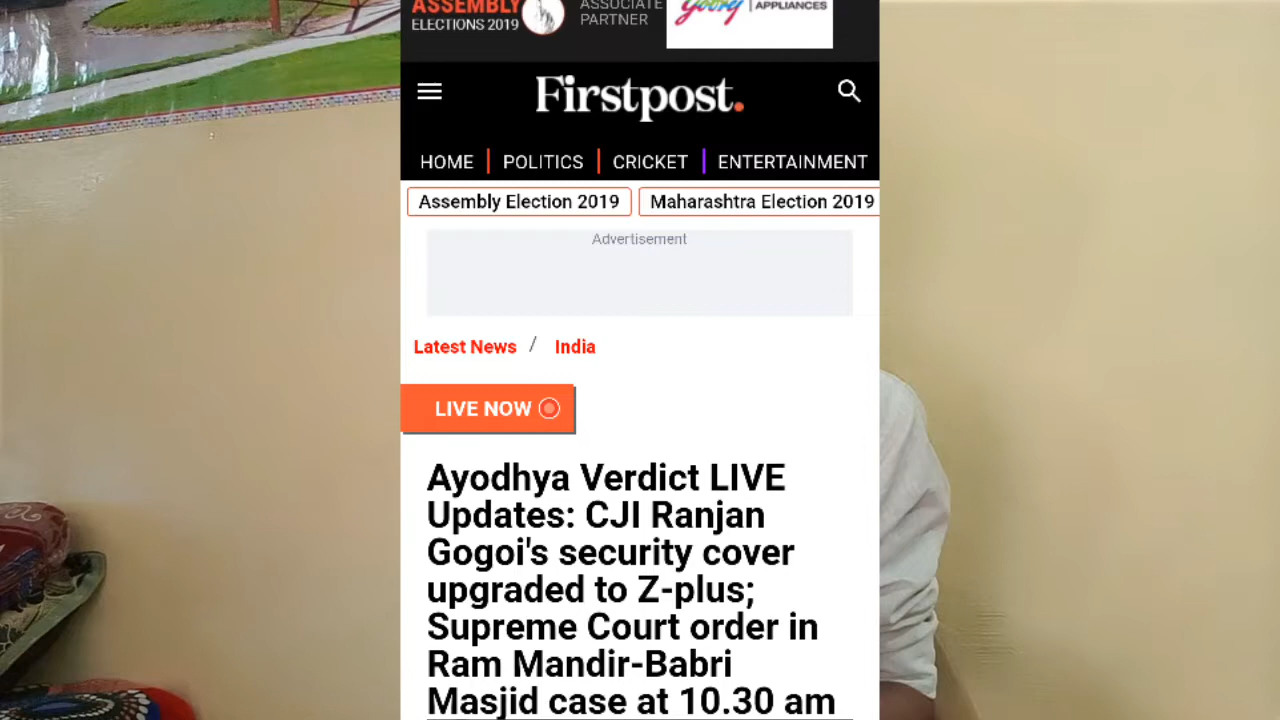 ASSEMBLY
ELECTIONS 2019
ASSOCIATE
PARTNER
Godrej | APPLIANCES
Firstpost.
HOME | POLITICS | CRICKET | ENTERTAINMENT
Assembly Election 2019
Maharashtra Election 2019
Advertisement
Latest News / India
LIVE NOW
Ayodhya Verdict LIVE
Updates: CJI Ranjan
Gogoi's security cover
upgraded to Z-plus;
Supreme Court order in
Ram Mandir-Babri
Masjid case at 10.30 am